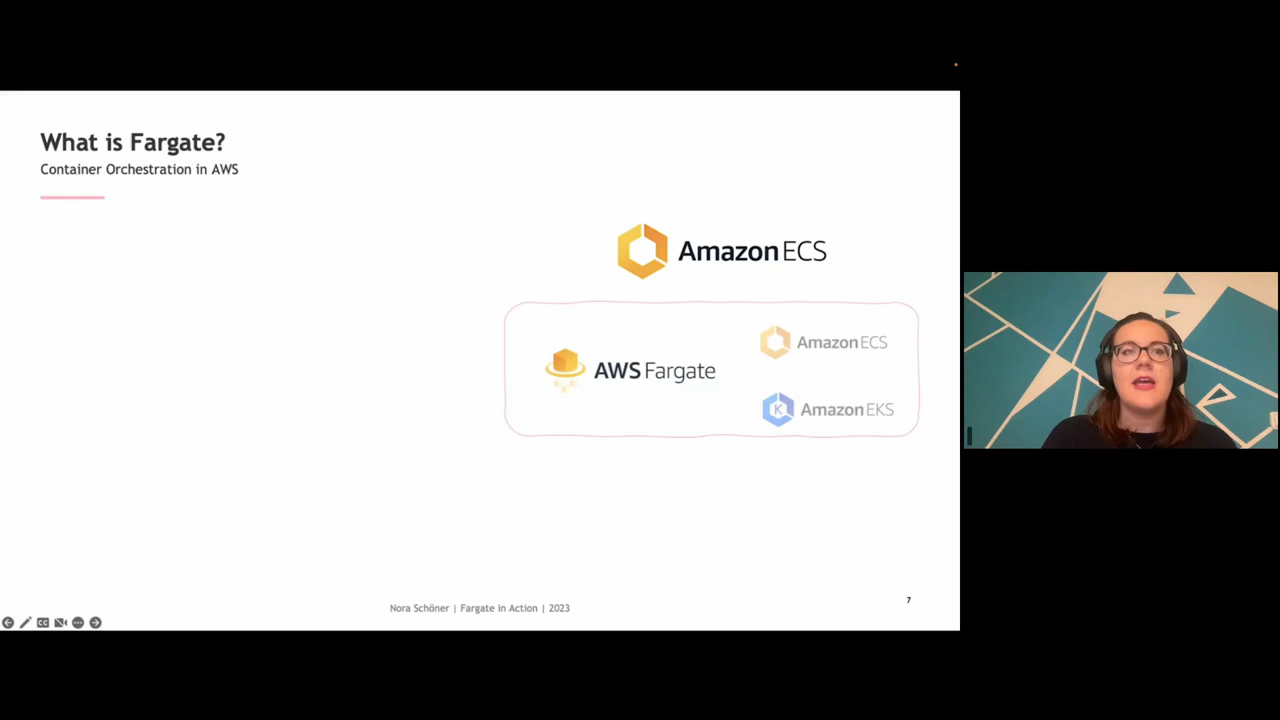 What is Fargate?
Container Orchestration in AWS
Amazon ECS
AWS Fargate
Amazon ECS
K
Amazon EKS
Nora Schöner | Fargate in Action | 2023
7
CC